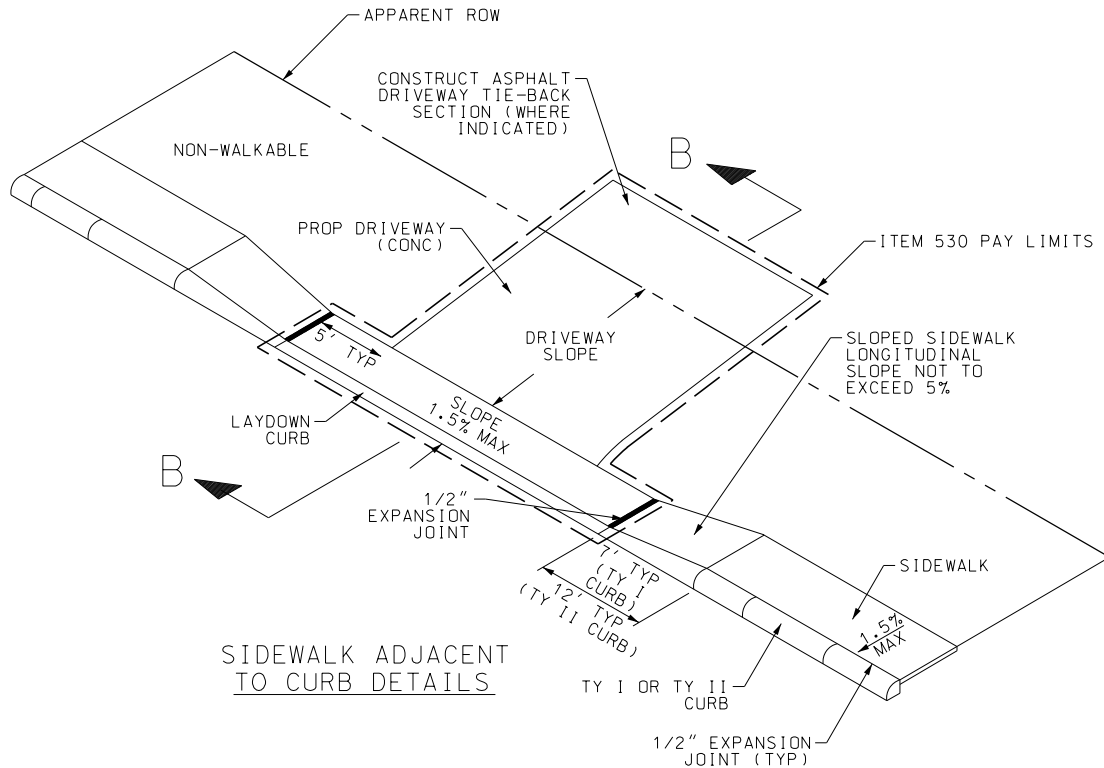 APPARENT ROW
CONSTRUCT ASPHALT
DRIVEWAY TIE-BACK
SECTION (WHERE
INDICATED)
NON-WALKABLE
B
PROP DRIVEWAY
(CONC)
ITEM 530 PAY LIMITS
5' TYP
DRIVEWAY
SLOPE
SLOPED SIDEWALK
LONGITUDINAL
SLOPE NOT TO
EXCEED 5%
LAYDOWN
CURB
SLOPE
1.5% MAX
B
1/2" EXPANSION
JOINT
7' TYP
(TY I
CURB)
12' TYP
(TY II CURB)
SIDEWALK
1.5%
MAX
SIDEWALK ADJACENT
TO CURB DETAILS
TY I OR TY II
CURB
1/2" EXPANSION
JOINT (TYP)